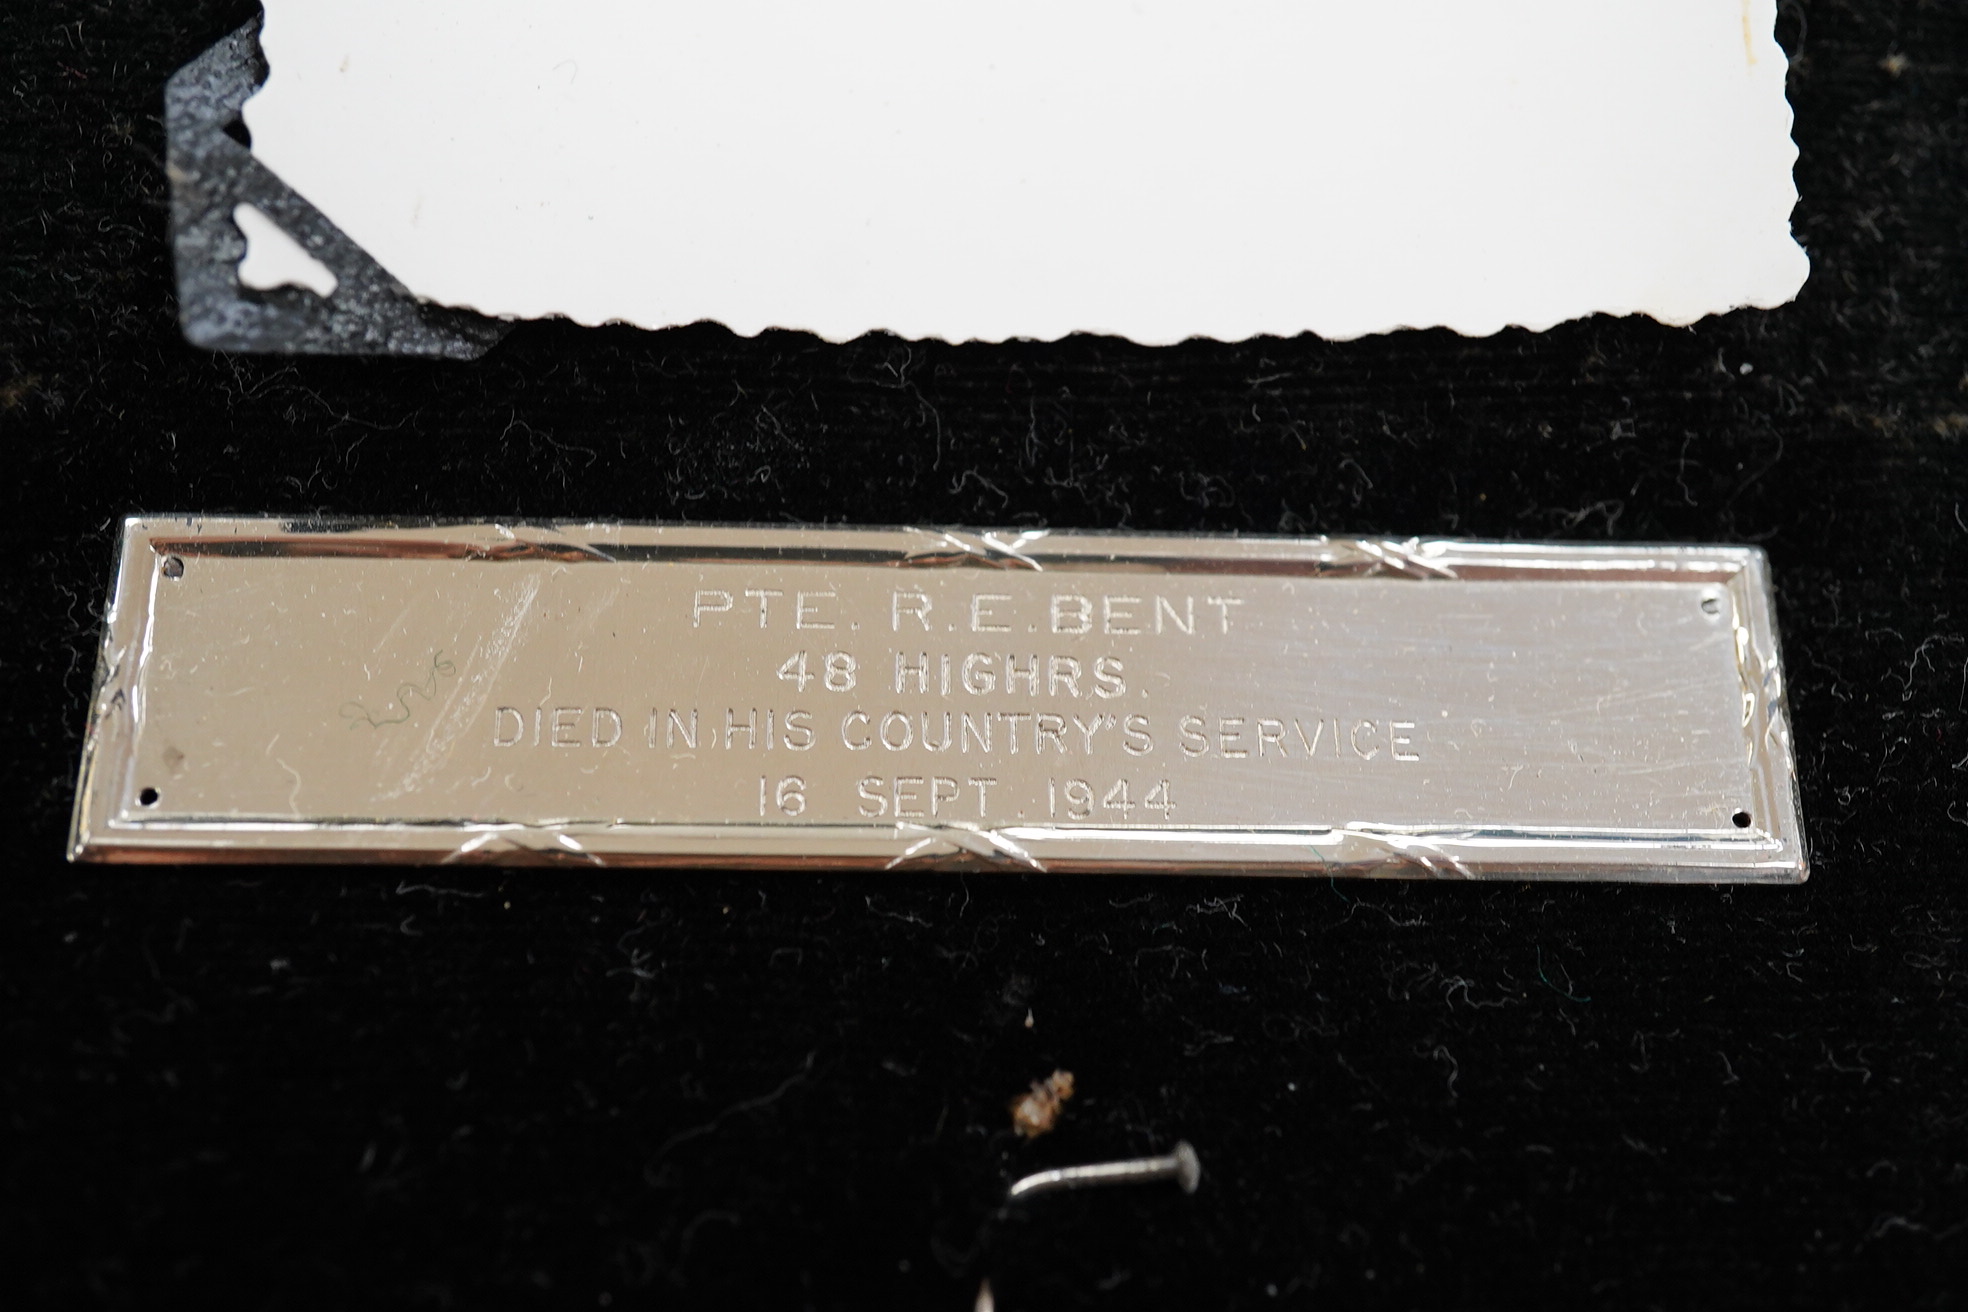 PTE. R.E.BENT
48 HIGHRS.
DIED IN HIS COUNTRY'S SERVICE
16 SEPT. 1944